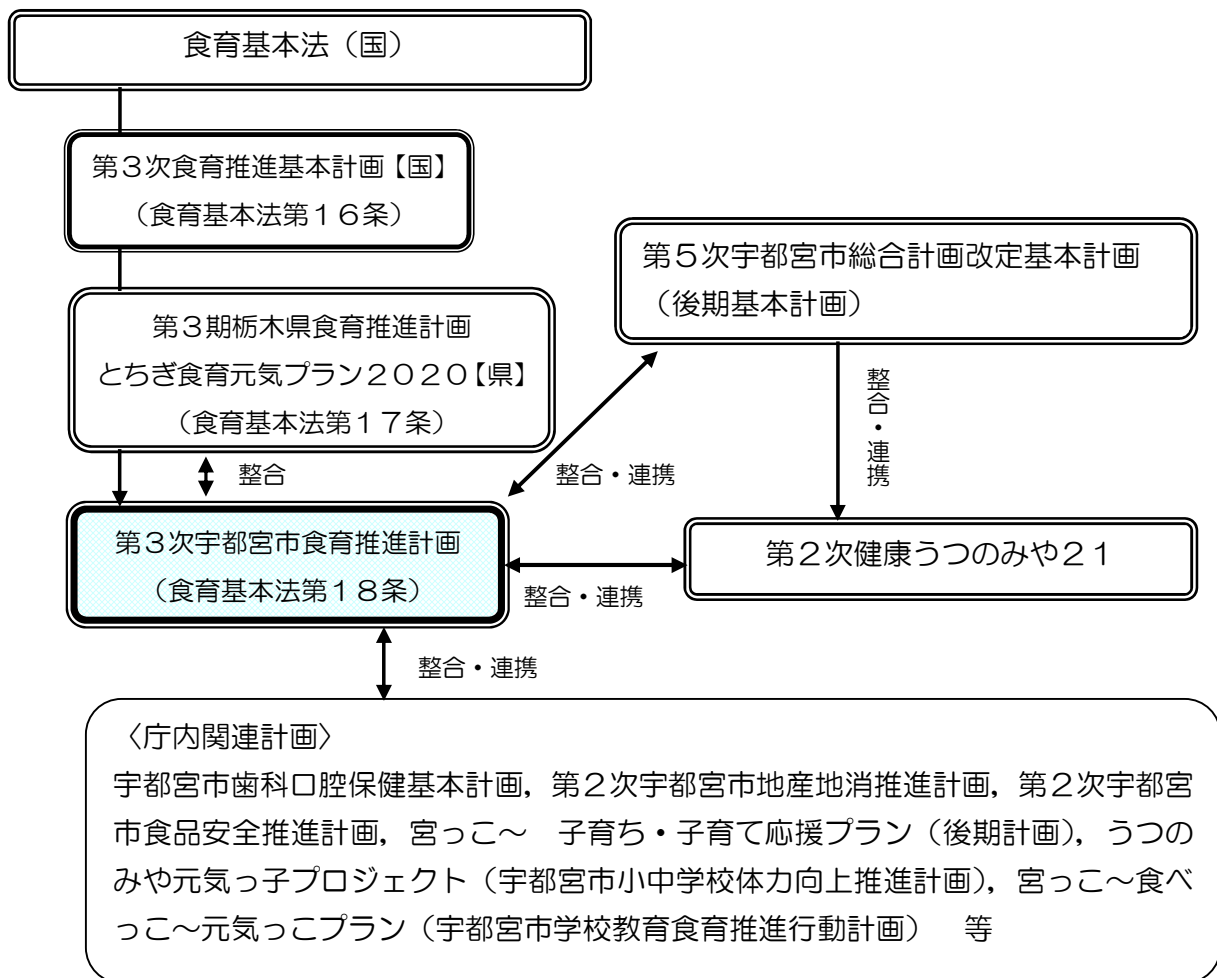 食育基本法（国）
第３次食育推進基本計画【国】
（食育基本法第１６条）
第５次宇都宮市総合計画改定基本計画
（後期基本計画）
第３期栃木県食育推進計画
とちぎ食育元気プラン２０２０【県】
（食育基本法第１７条）
整合・連携
整合
整合・連携
第３次宇都宮市食育推進計画
（食育基本法第１８条）
第２次健康うつのみや２１
整合・連携
整合・連携
〈庁内関連計画〉
宇都宮市歯科口腔保健基本計画，第２次宇都宮市地産地消推進計画，第２次宇都宮
市食品安全推進計画，宮っこ～　子育ち・子育て応援プラン（後期計画），うつの
みや元気っ子プロジェクト（宇都宮市小中学校体力向上推進計画），宮っこ～食べ
っこ～元気っこプラン（宇都宮市学校教育食育推進行動計画）　等